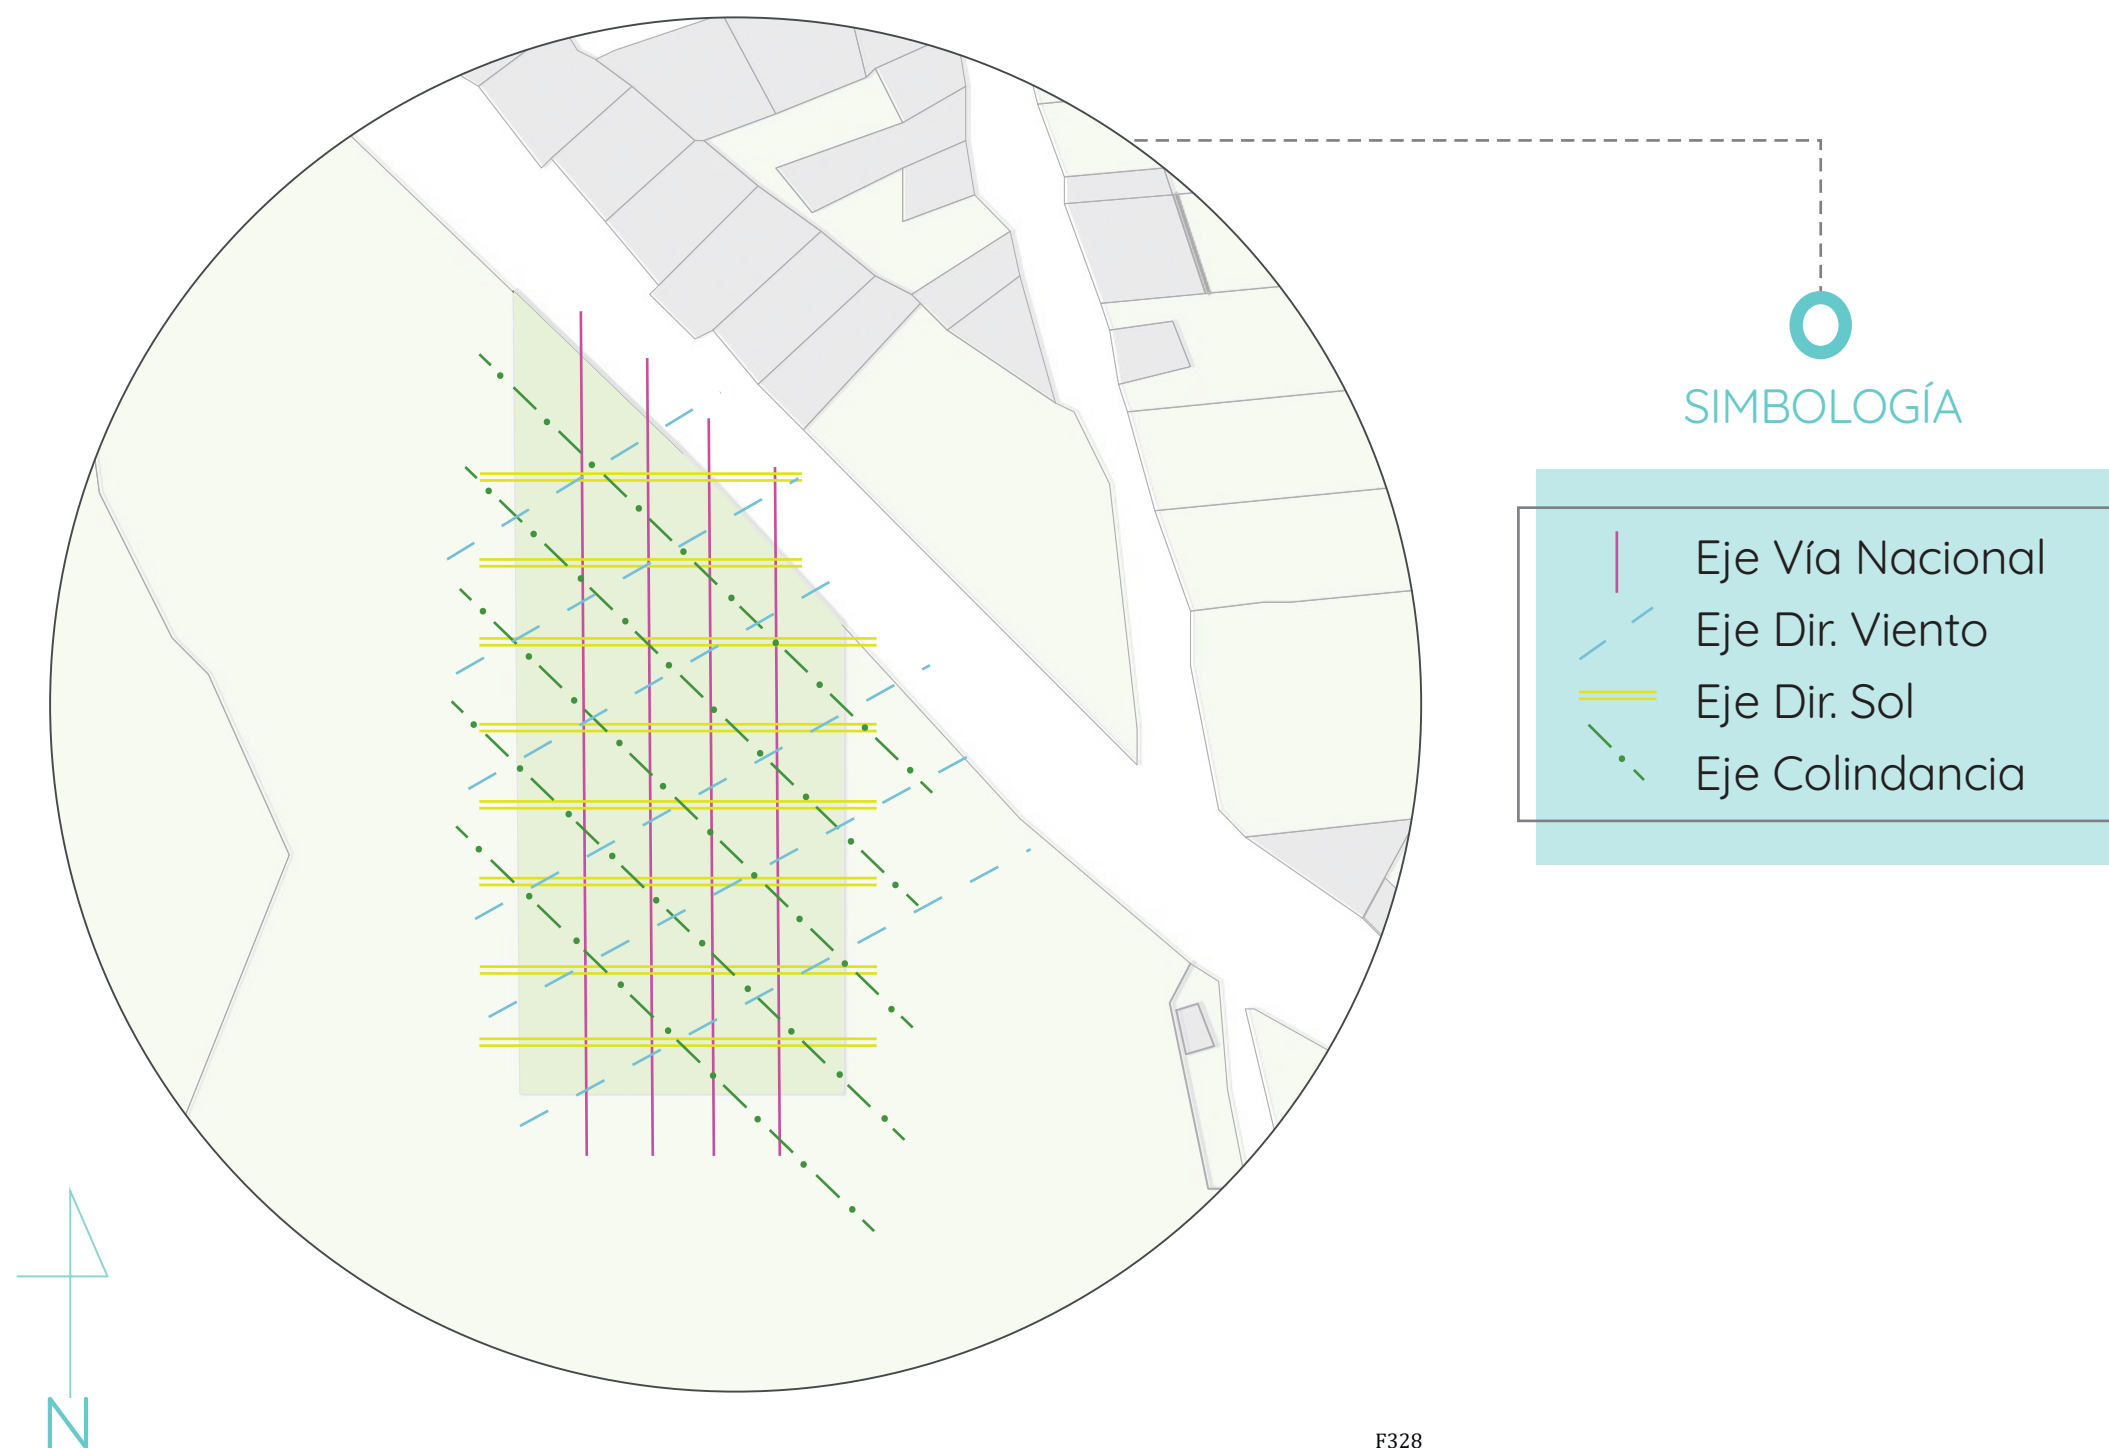 SIMBOLOGÍA
Eje Vía Nacional
Eje Dir. Viento
Eje Dir. Sol
Eje Colindancia
N
F328